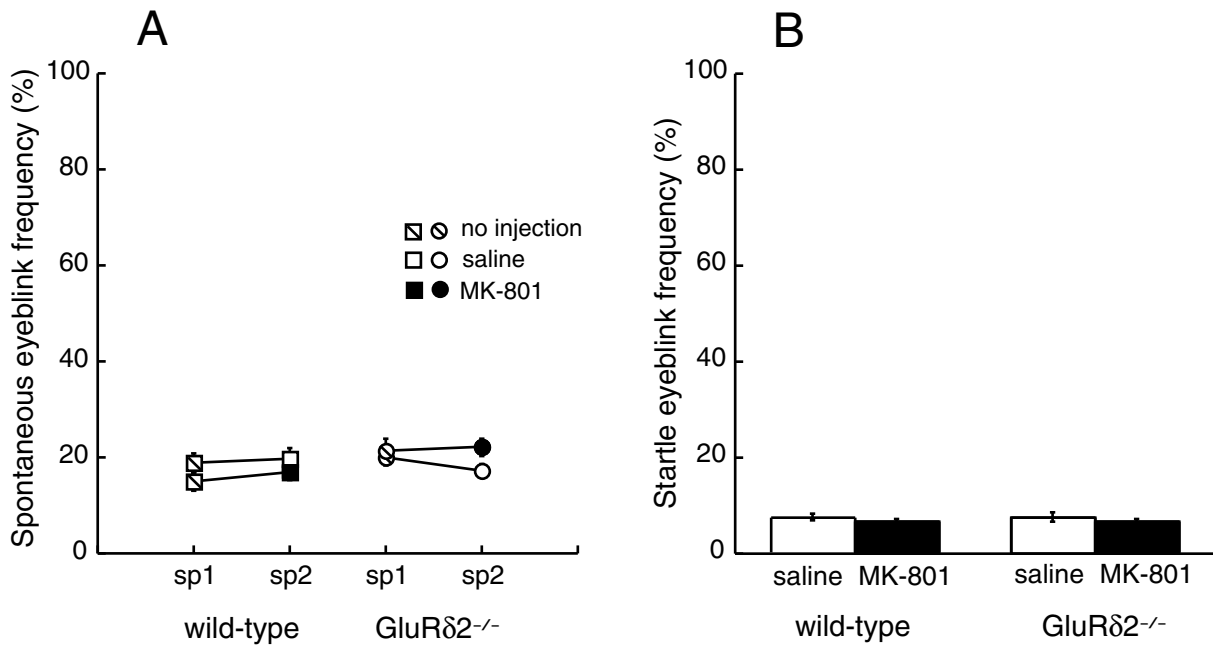 A
Spontaneous eyeblink frequency (%)
100
80
60
40
20
0
no injection
saline
MK-801
sp1 sp2 sp1 sp2
wild-type GluRδ2⁻/⁻
B
Startle eyeblink frequency (%)
100
80
60
40
20
0
saline MK-801 saline MK-801
wild-type GluRδ2⁻/⁻